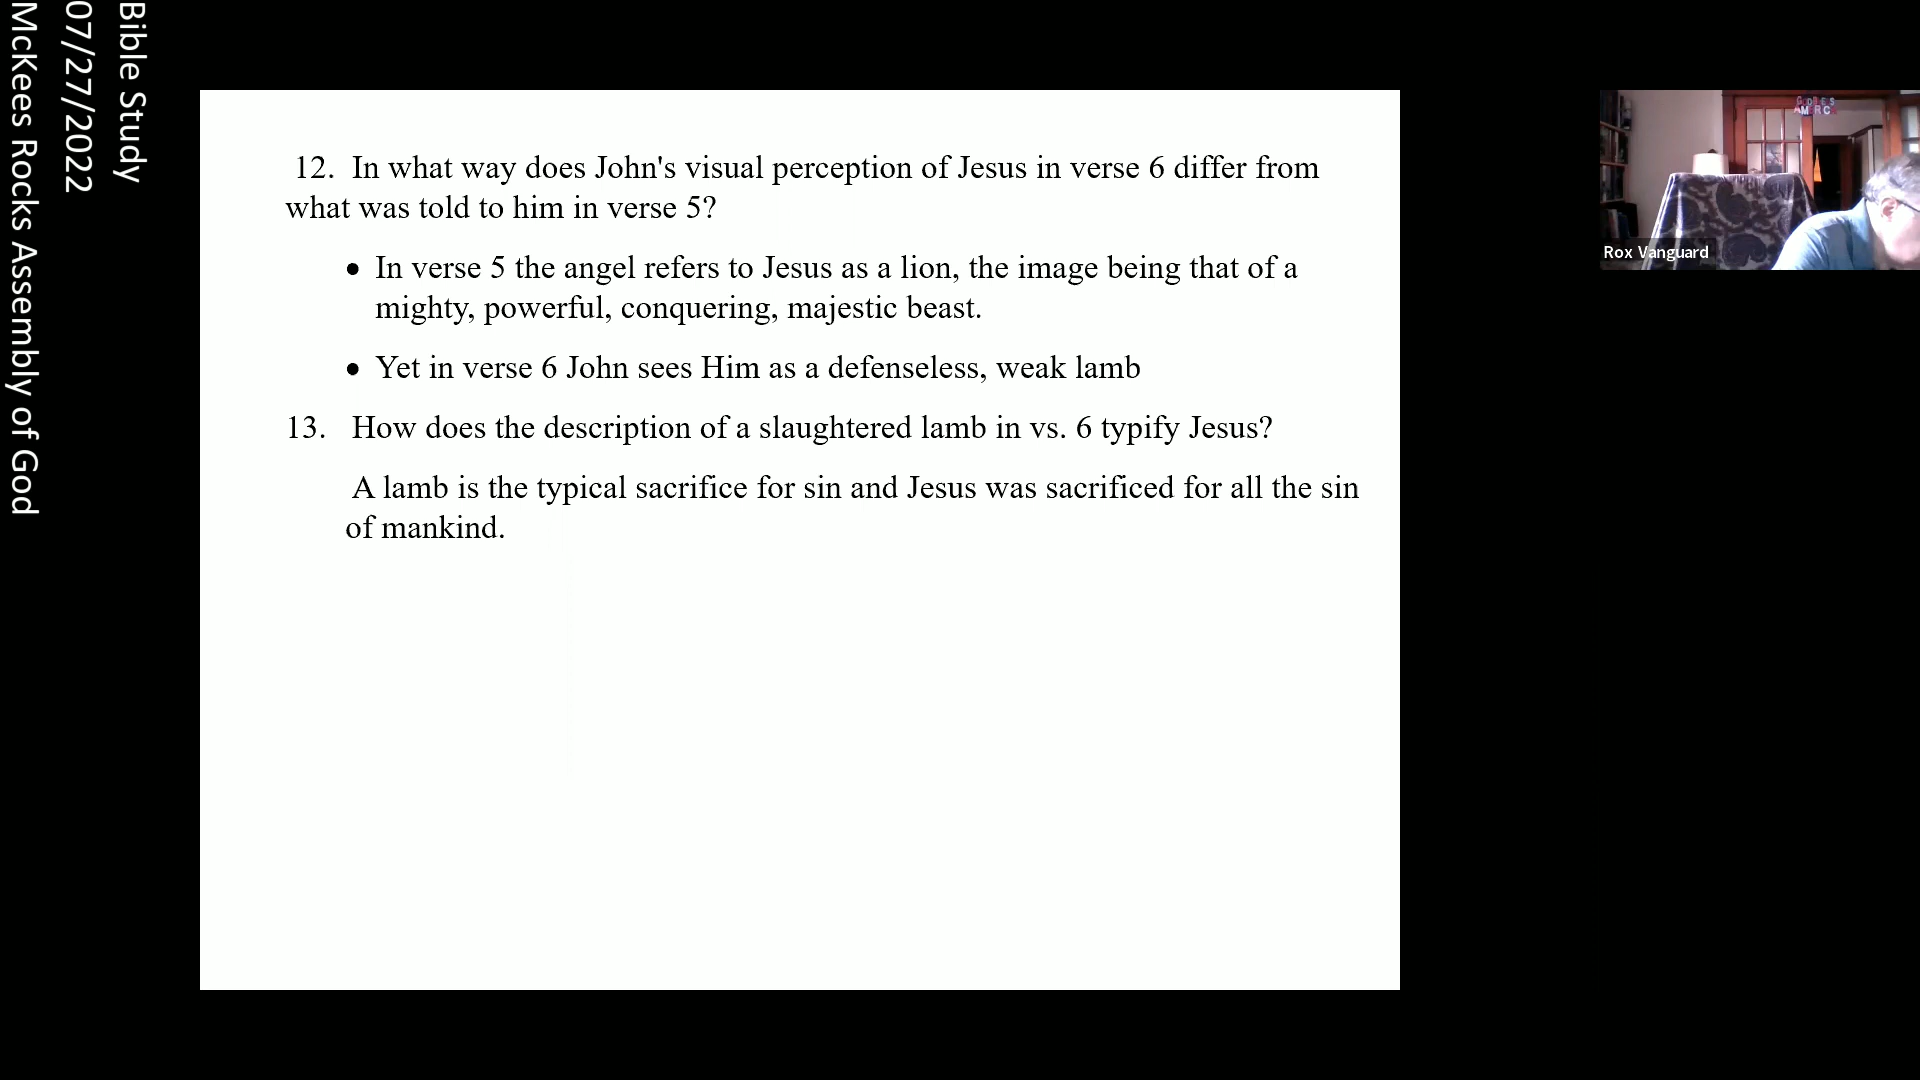 Bible Study
07/27/2022
McKees Rocks Assembly of God
12. In what way does John's visual perception of Jesus in verse 6 differ from
what was told to him in verse 5?
• In verse 5 the angel refers to Jesus as a lion, the image being that of a
mighty, powerful, conquering, majestic beast.
• Yet in verse 6 John sees Him as a defenseless, weak lamb
13. How does the description of a slaughtered lamb in vs. 6 typify Jesus?
A lamb is the typical sacrifice for sin and Jesus was sacrificed for all the sin
of mankind.
Rox Vanguard